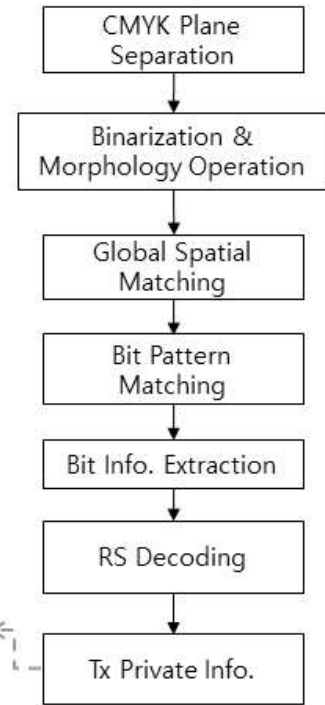 CMYK Plane
Separation
Binarization &
Morphology Operation
Global Spatial
Matching
Bit Pattern
Matching
Bit Info. Extraction
RS Decoding
Tx Private Info.